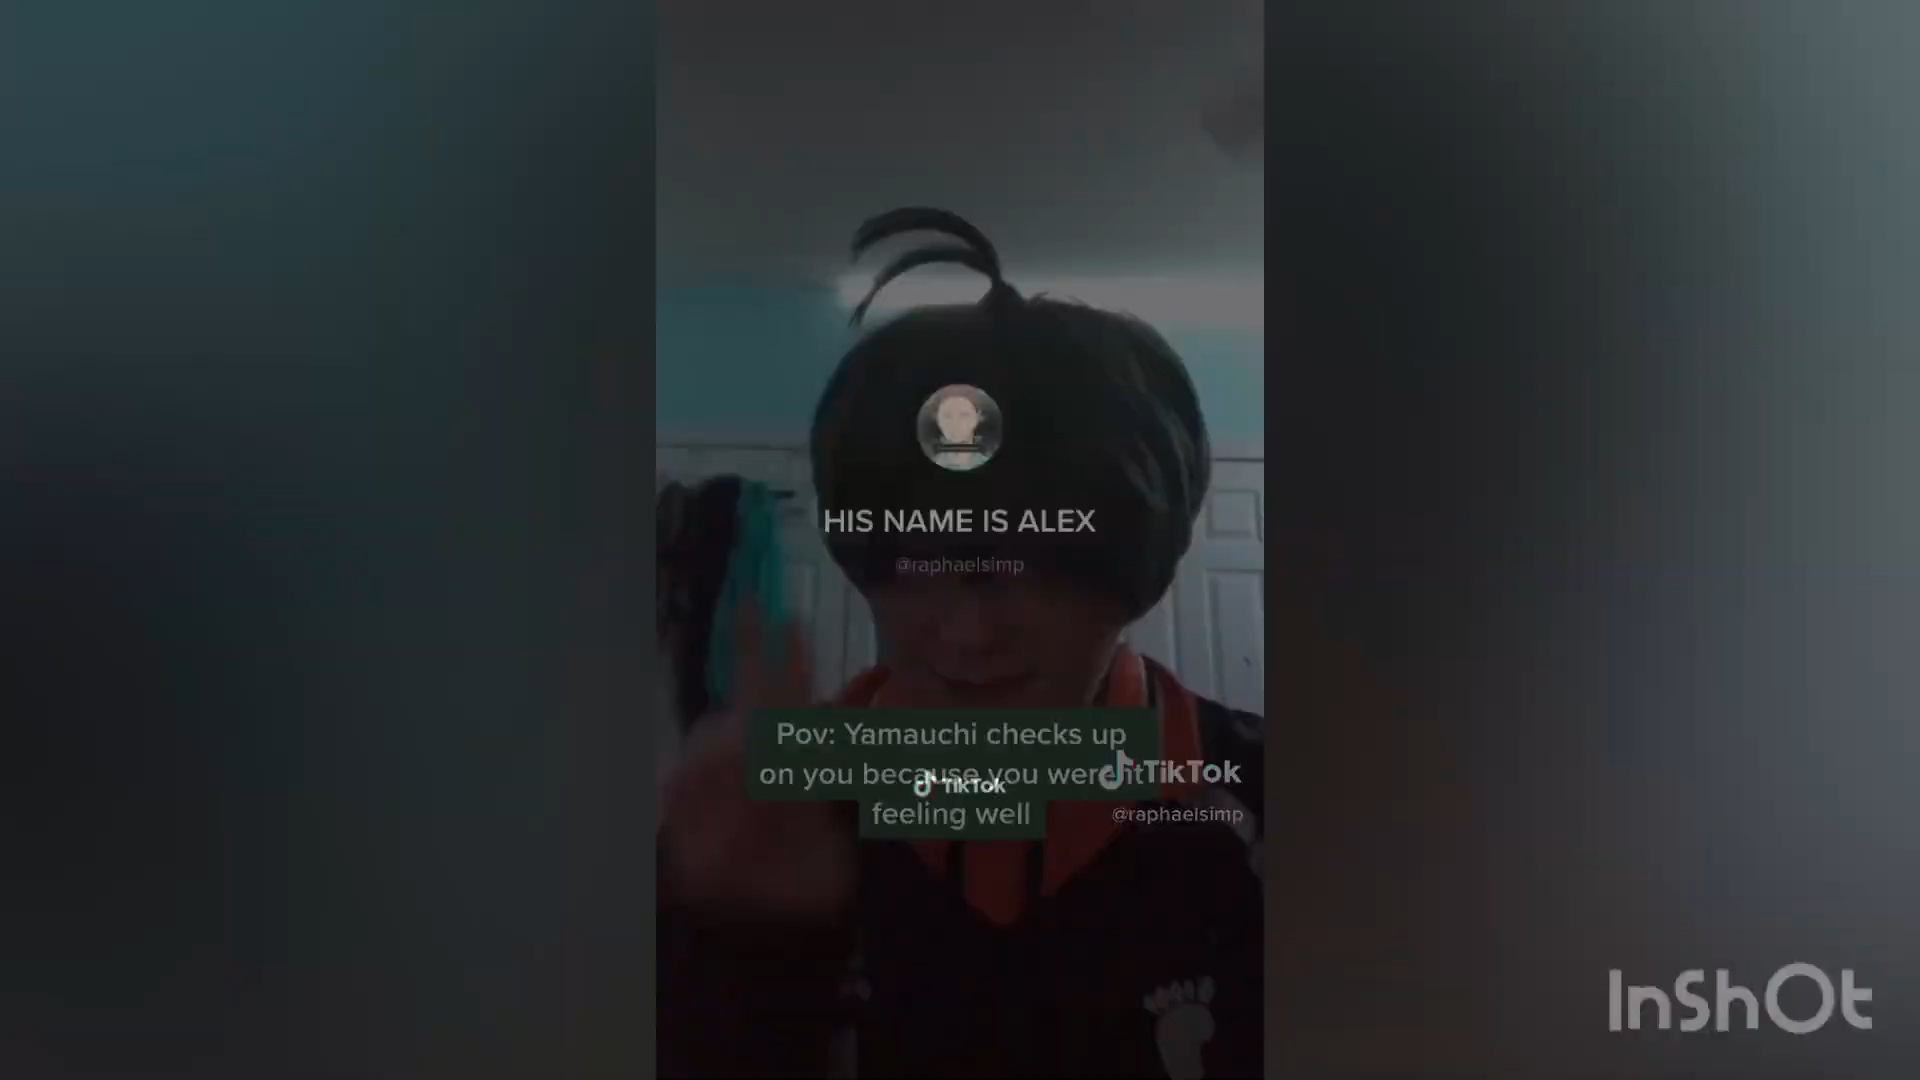 HIS NAME IS ALEX
@raphaelsimp
Pov: Yamauchi checks up
on you because you werent
feeling well
TikTok
TikTok
@raphaelsimp
InShOt